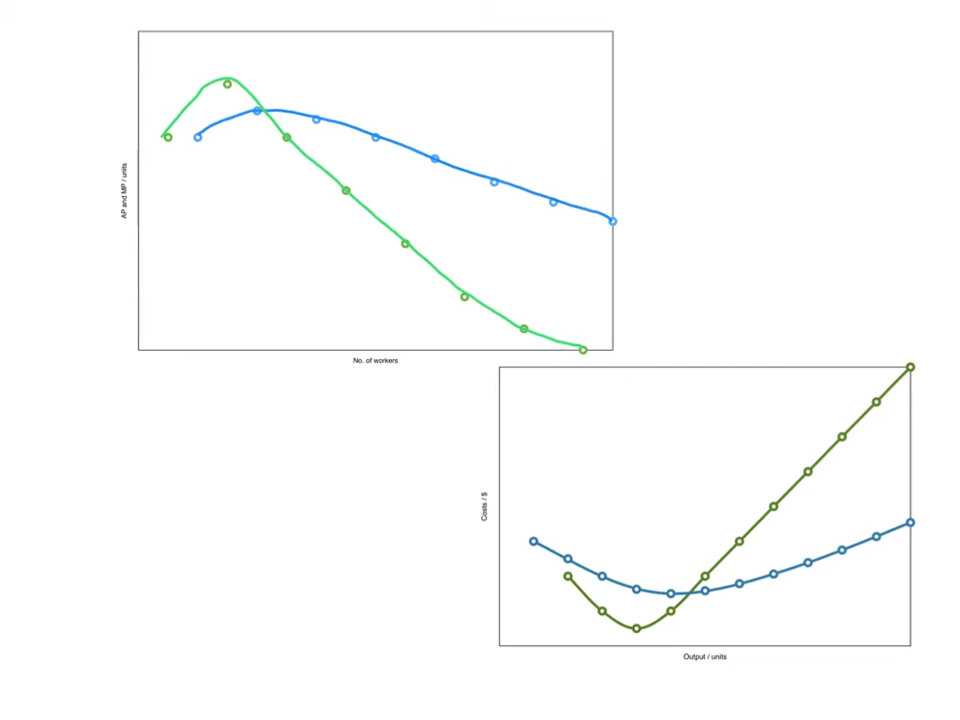 AP and MP / units
No. of workers
Costs / $
Output / units